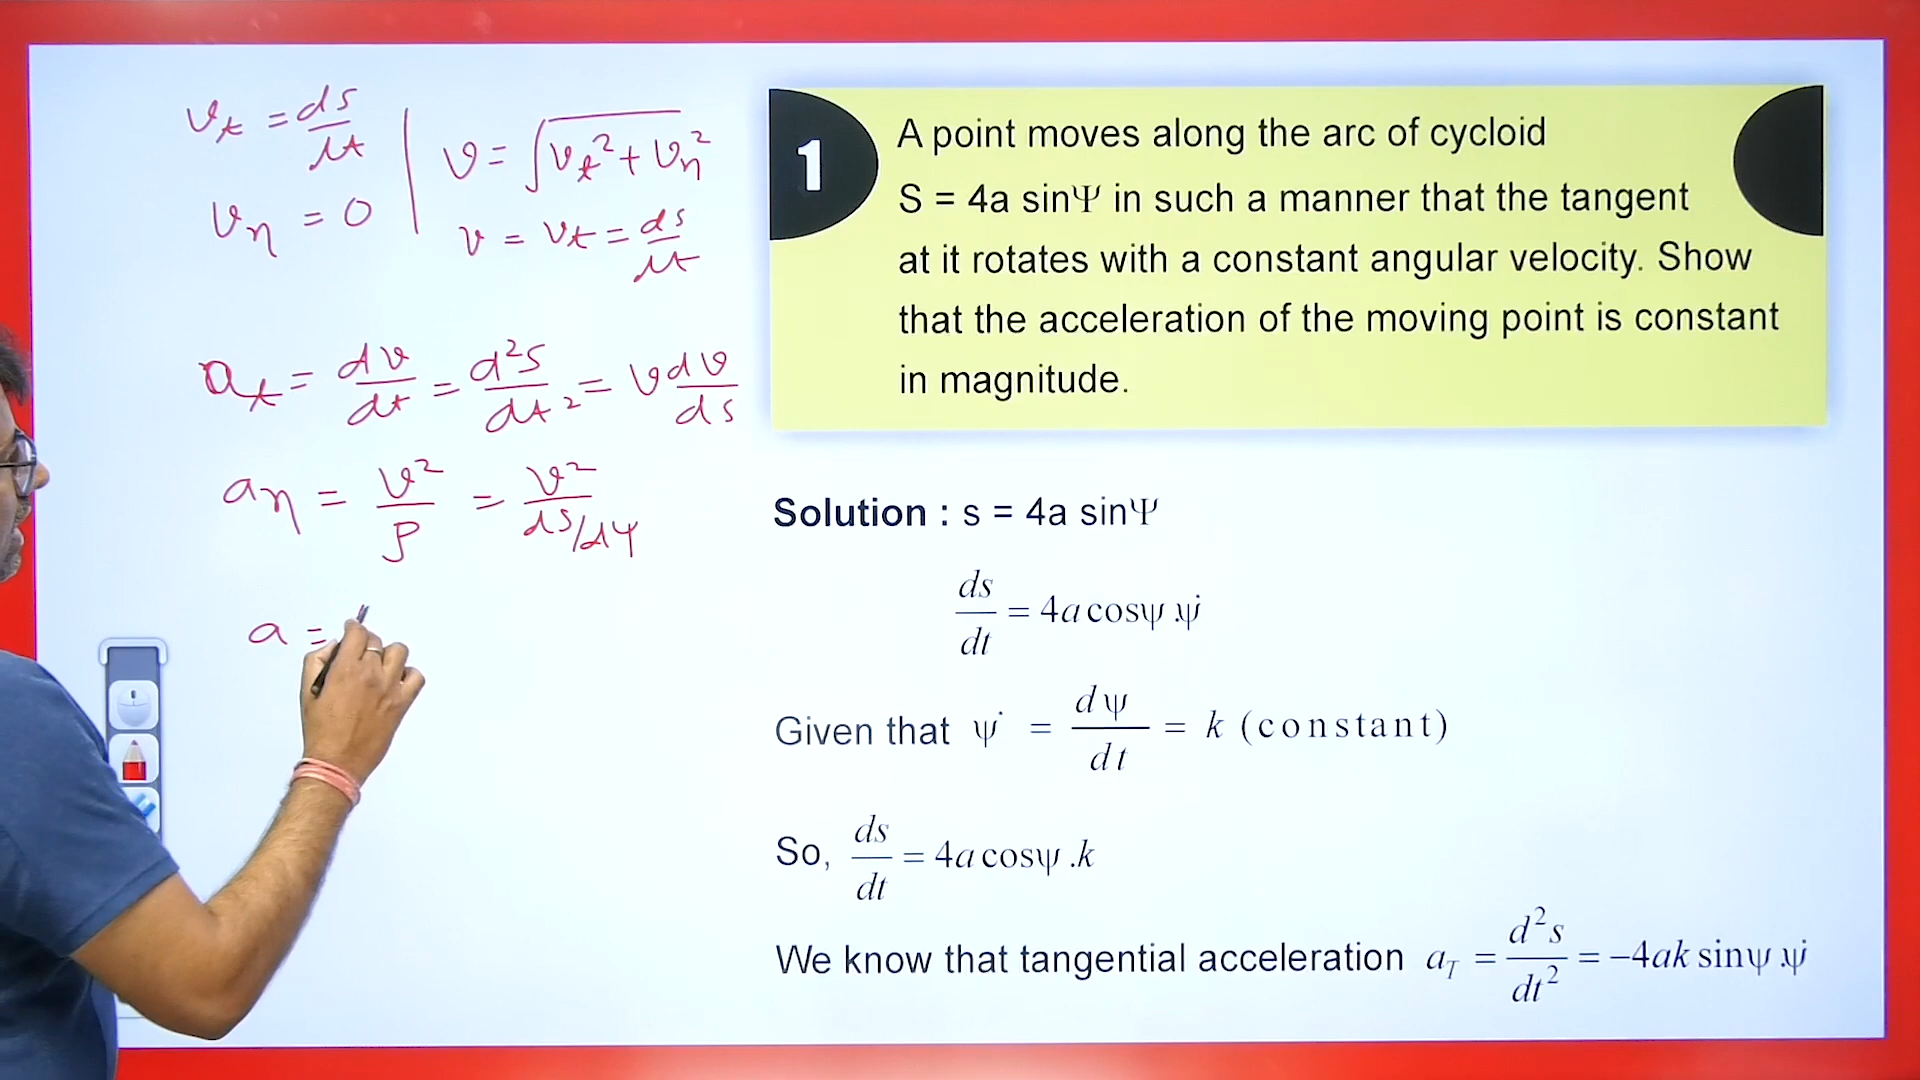 v_t = ds/dt
v_n = 0
v = √(v_t² + v_n²)
v = v_t = ds/dt
a_t = dv/dt = d²s/dt² = v dv/ds
a_n = v²/ρ = v²/(ds/dψ)
a =
1
A point moves along the arc of cycloid
S = 4a sinΨ in such a manner that the tangent
at it rotates with a constant angular velocity. Show
that the acceleration of the moving point is constant
in magnitude.
Solution : s = 4a sinΨ
ds/dt = 4a cosψ.ψ̇
Given that ψ̇ = dψ/dt = k (constant)
So, ds/dt = 4a cosψ .k
We know that tangential acceleration a_T = d²s/dt² = −4ak sinψ.ψ̇